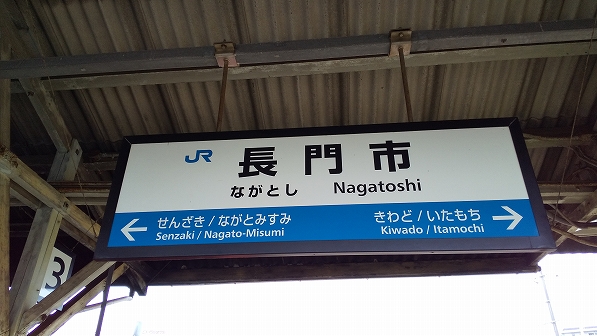 JR 長門市
ながとし Nagatoshi
← せんざき / ながとみすみ
Senzaki / Nagato-Misumi
きわど / いたもち →
Kiwado / Itamochi
3